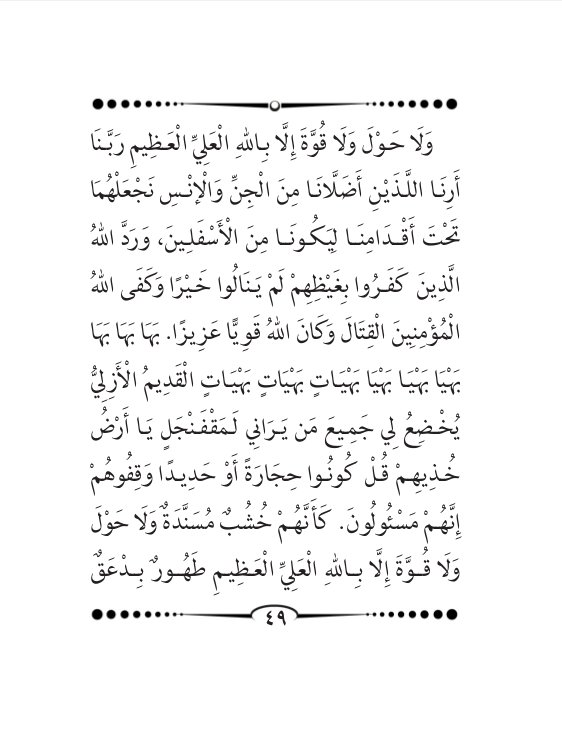 وَلَا حَوْلَ وَلَا قُوَّةَ إِلَّا بِاللهِ الْعَلِيِّ الْعَظِيمِ رَبَّنَا
أَرِنَا اللَّذَيْنِ أَضَلَّانَا مِنَ الْجِنِّ وَالْإِنْسِ نَجْعَلْهُمَا
تَحْتَ أَقْدَامِنَا لِيَكُونَا مِنَ الْأَسْفَلِينَ، وَرَدَّ اللهُ
الَّذِينَ كَفَرُوا بِغَيْظِهِمْ لَمْ يَنَالُوا خَيْرًا وَكَفَى اللهُ
الْمُؤْمِنِينَ الْقِتَالَ وَكَانَ اللهُ قَوِيًّا عَزِيزًا. بَهَا بَهَا بَهَا
بَهْيَا بَهْيَا بَهْيَا بَهْيَاتٍ بَهْيَاتٍ بَهْيَاتٍ الْقَدِيمُ الْأَزَلِيُّ
يُخْضِعُ لِي جَمِيعَ مَن يَرَانِي لَمَقْفَنْجَلٍ يَا أَرْضُ
خُذِيهِمْ قُلْ كُونُوا حِجَارَةً أَوْ حَدِيدًا وَقِفُوهُمْ
إِنَّهُمْ مَسْئُولُونَ. كَأَنَّهُمْ خُشُبٌ مُسَنَّدَةٌ وَلَا حَوْلَ
وَلَا قُوَّةَ إِلَّا بِاللهِ الْعَلِيِّ الْعَظِيمِ طَهُورٌ بِدْعَقٌ
٤٩